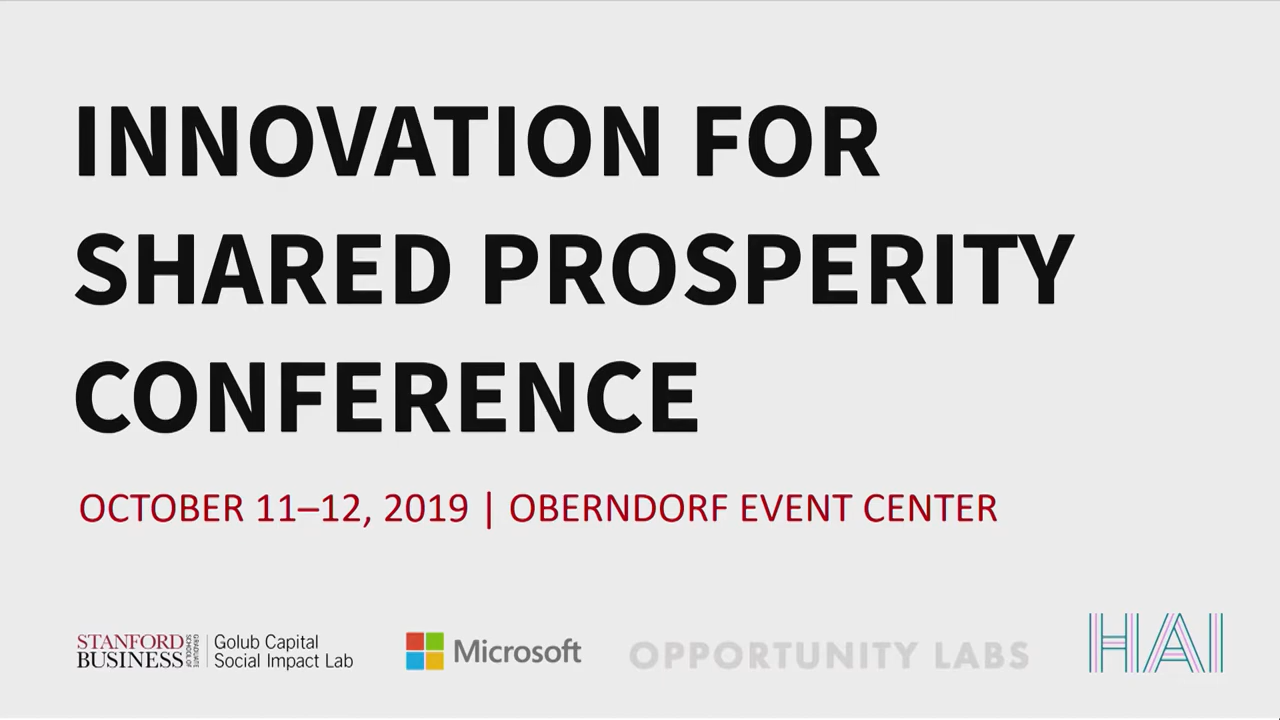 INNOVATION FOR
SHARED PROSPERITY
CONFERENCE
OCTOBER 11–12, 2019 | OBERNDORF EVENT CENTER
STANFORD BUSINESS GRADUATE SCHOOL OF | Golub Capital Social Impact Lab
Microsoft
OPPORTUNITY LABS
HAI